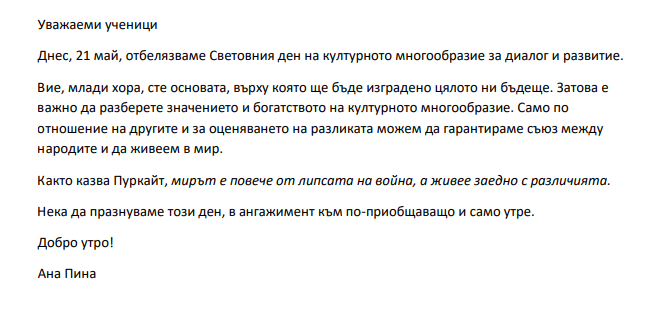 Уважаеми ученици
Днес, 21 май, отбелязваме Световния ден на културното многообразие за диалог и развитие.
Вие, млади хора, сте основата, върху която ще бъде изградено цялото ни бъдеще. Затова е
важно да разберете значението и богатството на културното многообразие. Само по
отношение на другите и за оценяването на разликата можем да гарантираме съюз между
народите и да живеем в мир.
Както казва Пуркайт, мирът е повече от липсата на война, а живее заедно с различията.
Нека да празнуваме този ден, в ангажимент към по-приобщаващо и само утре.
Добро утро!
Ана Пина